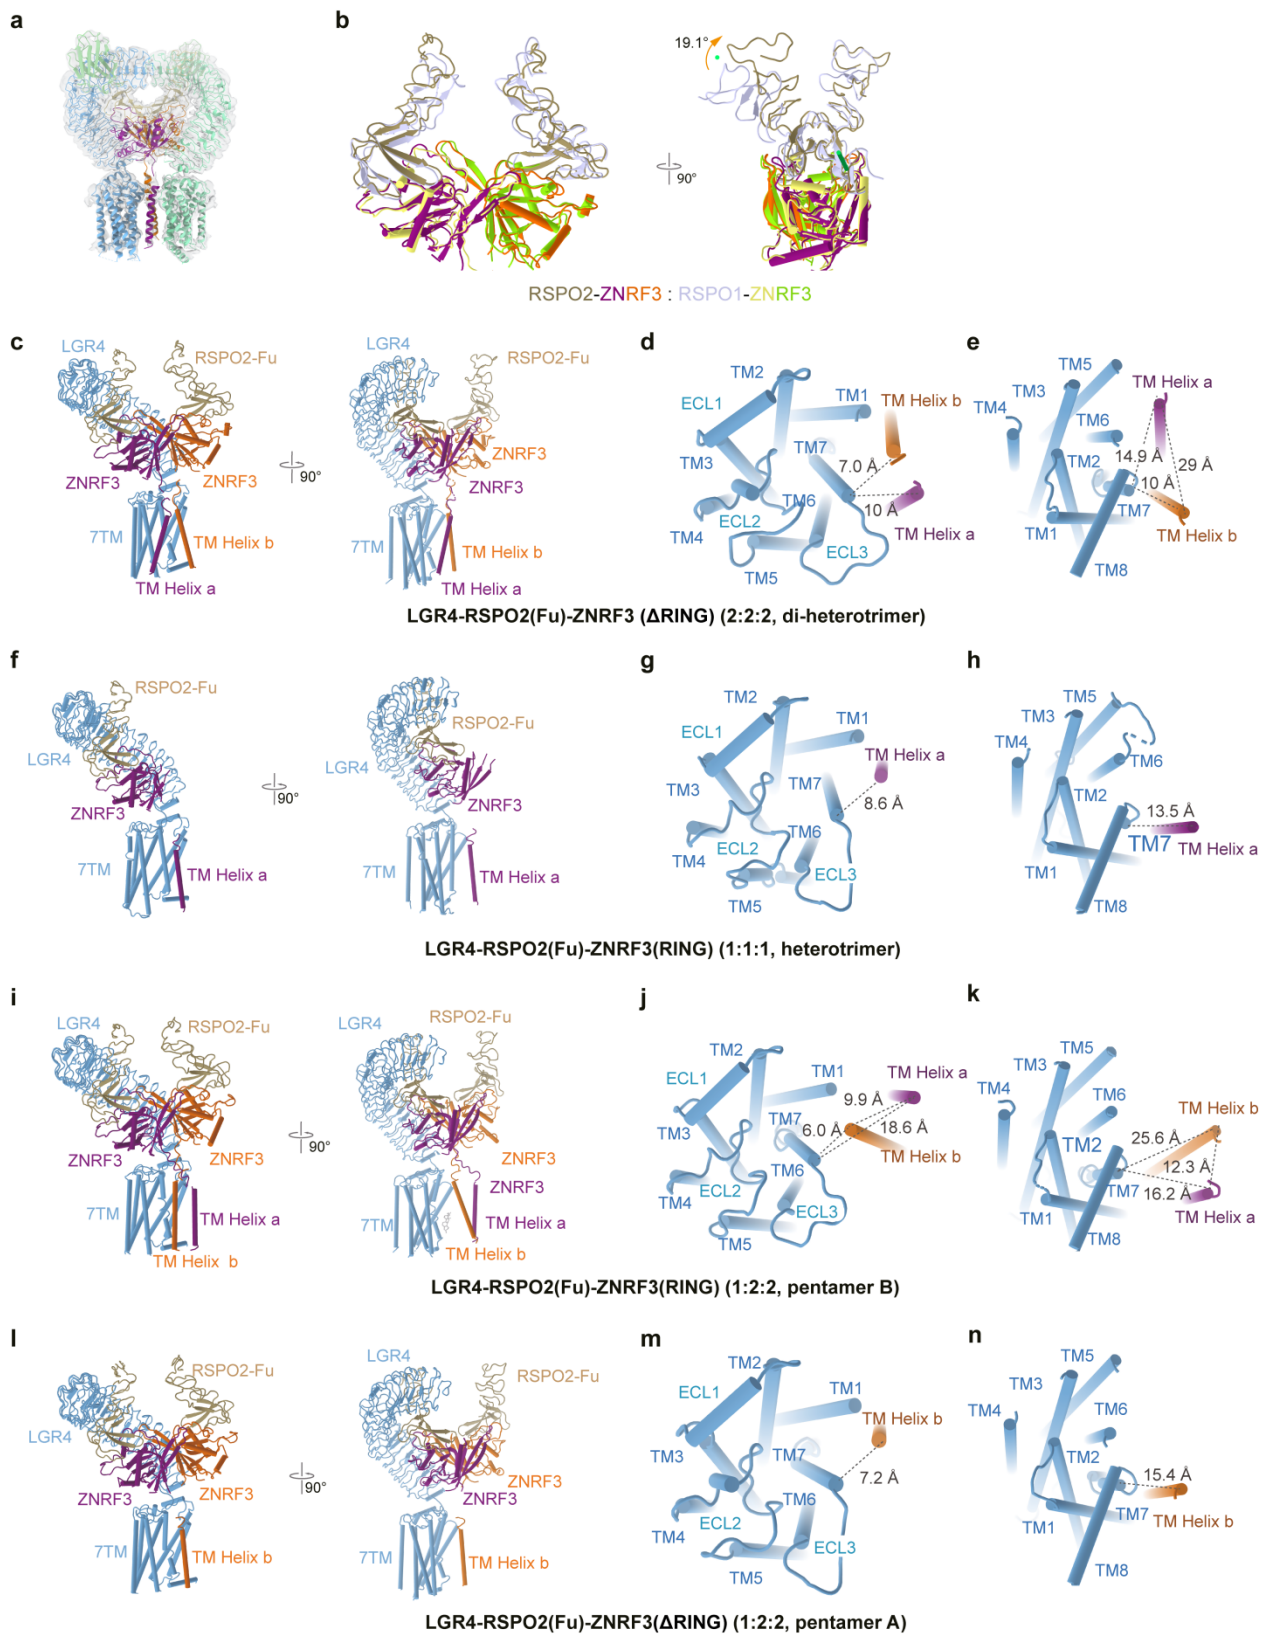 a
b
19.1°
90°
RSPO2-ZNRF3 : RSPO1-ZNRF3
c
LGR4
RSPO2-Fu
ZNRF3
ZNRF3
7TM
TM Helix b
TM Helix a
90°
LGR4
RSPO2-Fu
ZNRF3
ZNRF3
7TM
TM Helix b
TM Helix a
d
TM2
ECL1
TM1
TM Helix b
TM7
TM3
7.0 Å
TM6
10 Å
ECL2
TM4
TM Helix a
ECL3
TM5
e
TM5
TM Helix a
TM3
TM4
TM6
14.9 Å
TM2
29 Å
10 Å
TM7
TM1
TM Helix b
TM8
LGR4-RSPO2(Fu)-ZNRF3 (ΔRING) (2:2:2, di-heterotrimer)
f
RSPO2-Fu
LGR4
ZNRF3
7TM
TM Helix a
90°
LGR4
RSPO2-Fu
ZNRF3
7TM
TM Helix a
g
TM2
TM1
ECL1
TM Helix a
TM7
TM3
8.6 Å
TM6
ECL2
TM4
ECL3
TM5
h
TM5
TM3
TM4
TM6
TM2
13.5 Å
TM7
TM Helix a
TM1
TM8
LGR4-RSPO2(Fu)-ZNRF3(RING) (1:1:1, heterotrimer)
i
LGR4
RSPO2-Fu
ZNRF3
ZNRF3
7TM
TM Helix a
TM Helix b
90°
RSPO2-Fu
LGR4
ZNRF3
ZNRF3
7TM
TM Helix a
TM Helix b
j
TM2
TM1
TM Helix a
ECL1
9.9 Å
TM7
6.0 Å
18.6 Å
TM3
TM Helix b
TM6
ECL2
TM4
ECL3
TM5
k
TM5
TM3
TM4
TM6
TM Helix b
TM2
25.6 Å
12.3 Å
TM7
16.2 Å
TM Helix a
TM1
TM8
LGR4-RSPO2(Fu)-ZNRF3(RING) (1:2:2, pentamer B)
l
RSPO2-Fu
LGR4
ZNRF3
ZNRF3
7TM
TM Helix b
90°
LGR4
RSPO2-Fu
ZNRF3
ZNRF3
7TM
TM Helix b
m
TM2
ECL1
TM1
TM Helix b
TM3
TM7
7.2 Å
TM6
ECL2
TM4
ECL3
TM5
n
TM5
TM3
TM4
TM6
TM2
15.4 Å
TM7
TM Helix b
TM1
TM8
LGR4-RSPO2(Fu)-ZNRF3(ΔRING) (1:2:2, pentamer A)